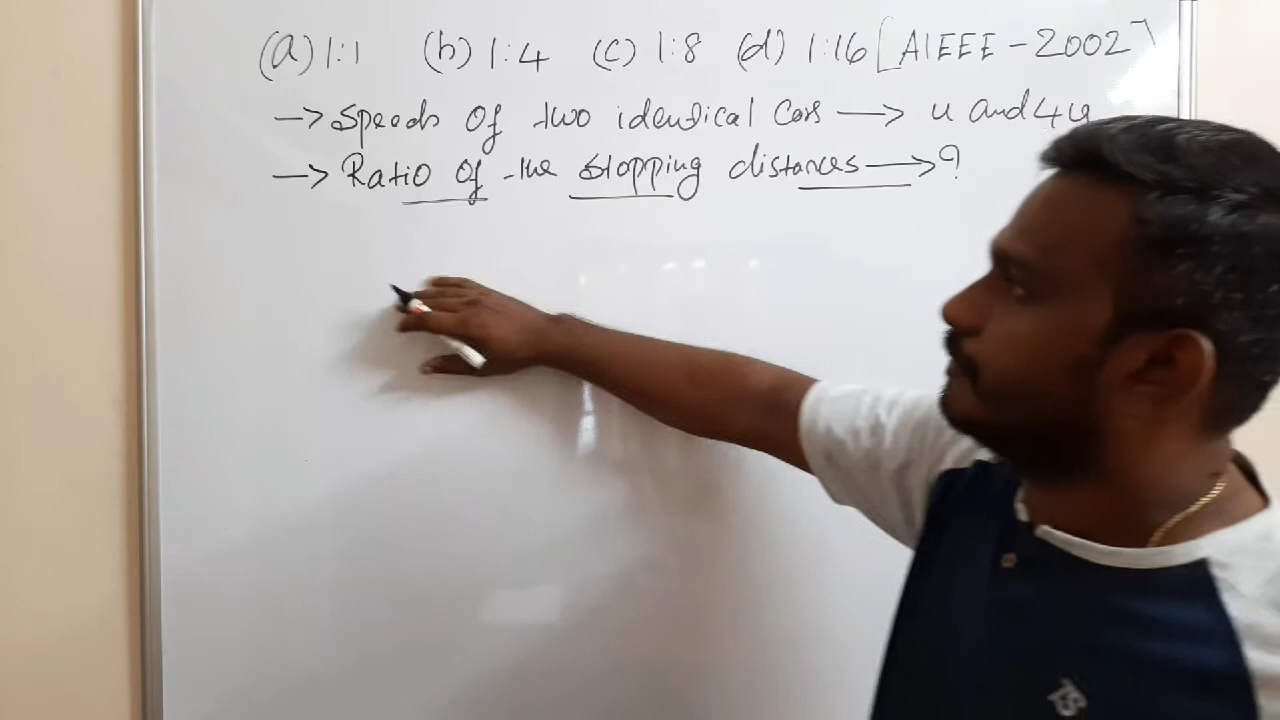 (a) 1:1 (b) 1:4 (c) 1:8 (d) 1:16 [AIEEE - 2002]
→ Speeds of two identical cars → u and 4u
→ Ratio of the stopping distances → ?
TS